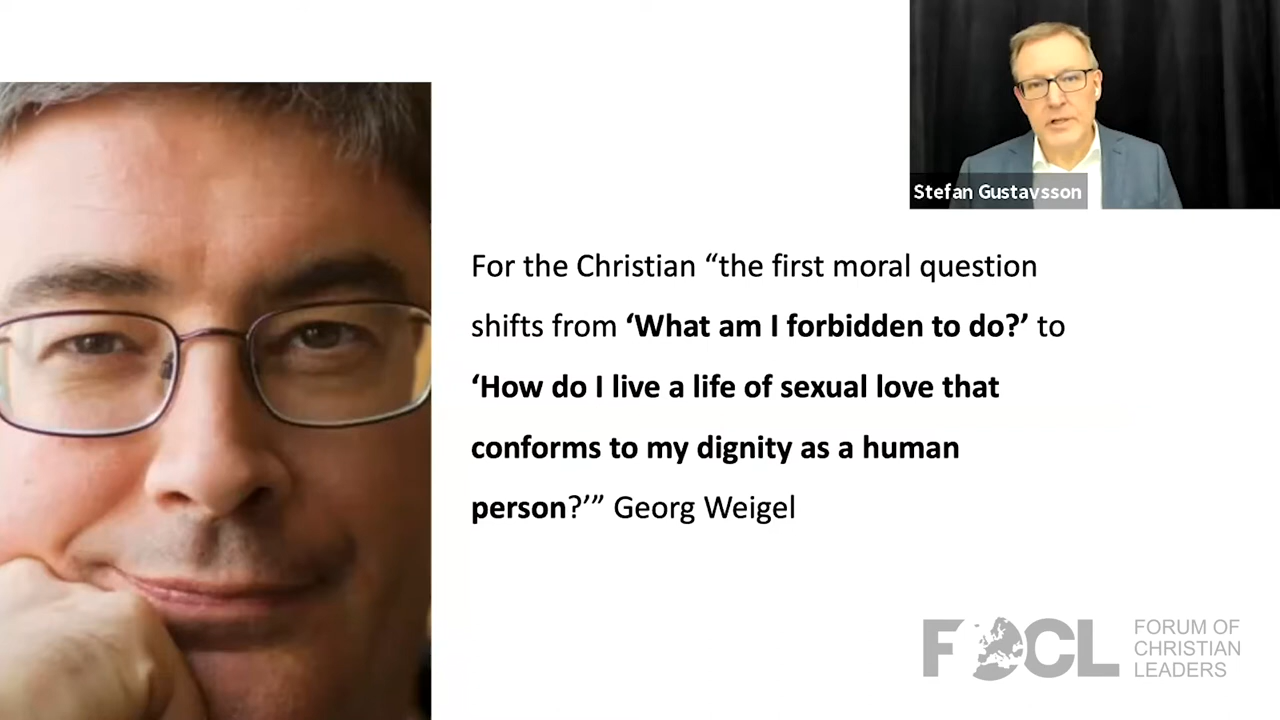 Stefan Gustavsson
For the Christian “the first moral question
shifts from ‘What am I forbidden to do?’ to
‘How do I live a life of sexual love that
conforms to my dignity as a human
person?’” Georg Weigel
FOCL
FORUM OF
CHRISTIAN
LEADERS